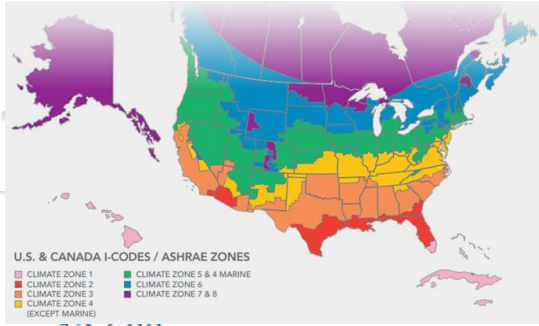 U.S. & CANADA I-CODES / ASHRAE ZONES
CLIMATE ZONE 1
CLIMATE ZONE 2
CLIMATE ZONE 3
CLIMATE ZONE 4
(EXCEPT MARINE)
CLIMATE ZONE 5 & 4 MARINE
CLIMATE ZONE 6
CLIMATE ZONE 7 & 8